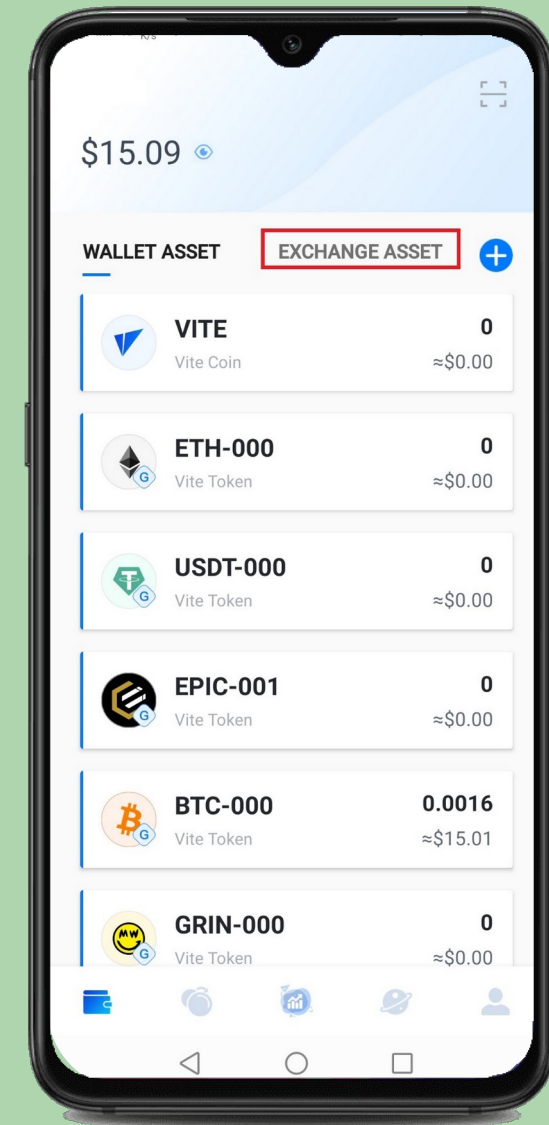 K/s
$15.09
WALLET ASSET EXCHANGE ASSET
VITE 0
Vite Coin ≈$0.00
ETH-000 0
G Vite Token ≈$0.00
USDT-000 0
G Vite Token ≈$0.00
EPIC-001 0
G Vite Token ≈$0.00
BTC-000 0.0016
G Vite Token ≈$15.01
GRIN-000 0
MW
G Vite Token ≈$0.00